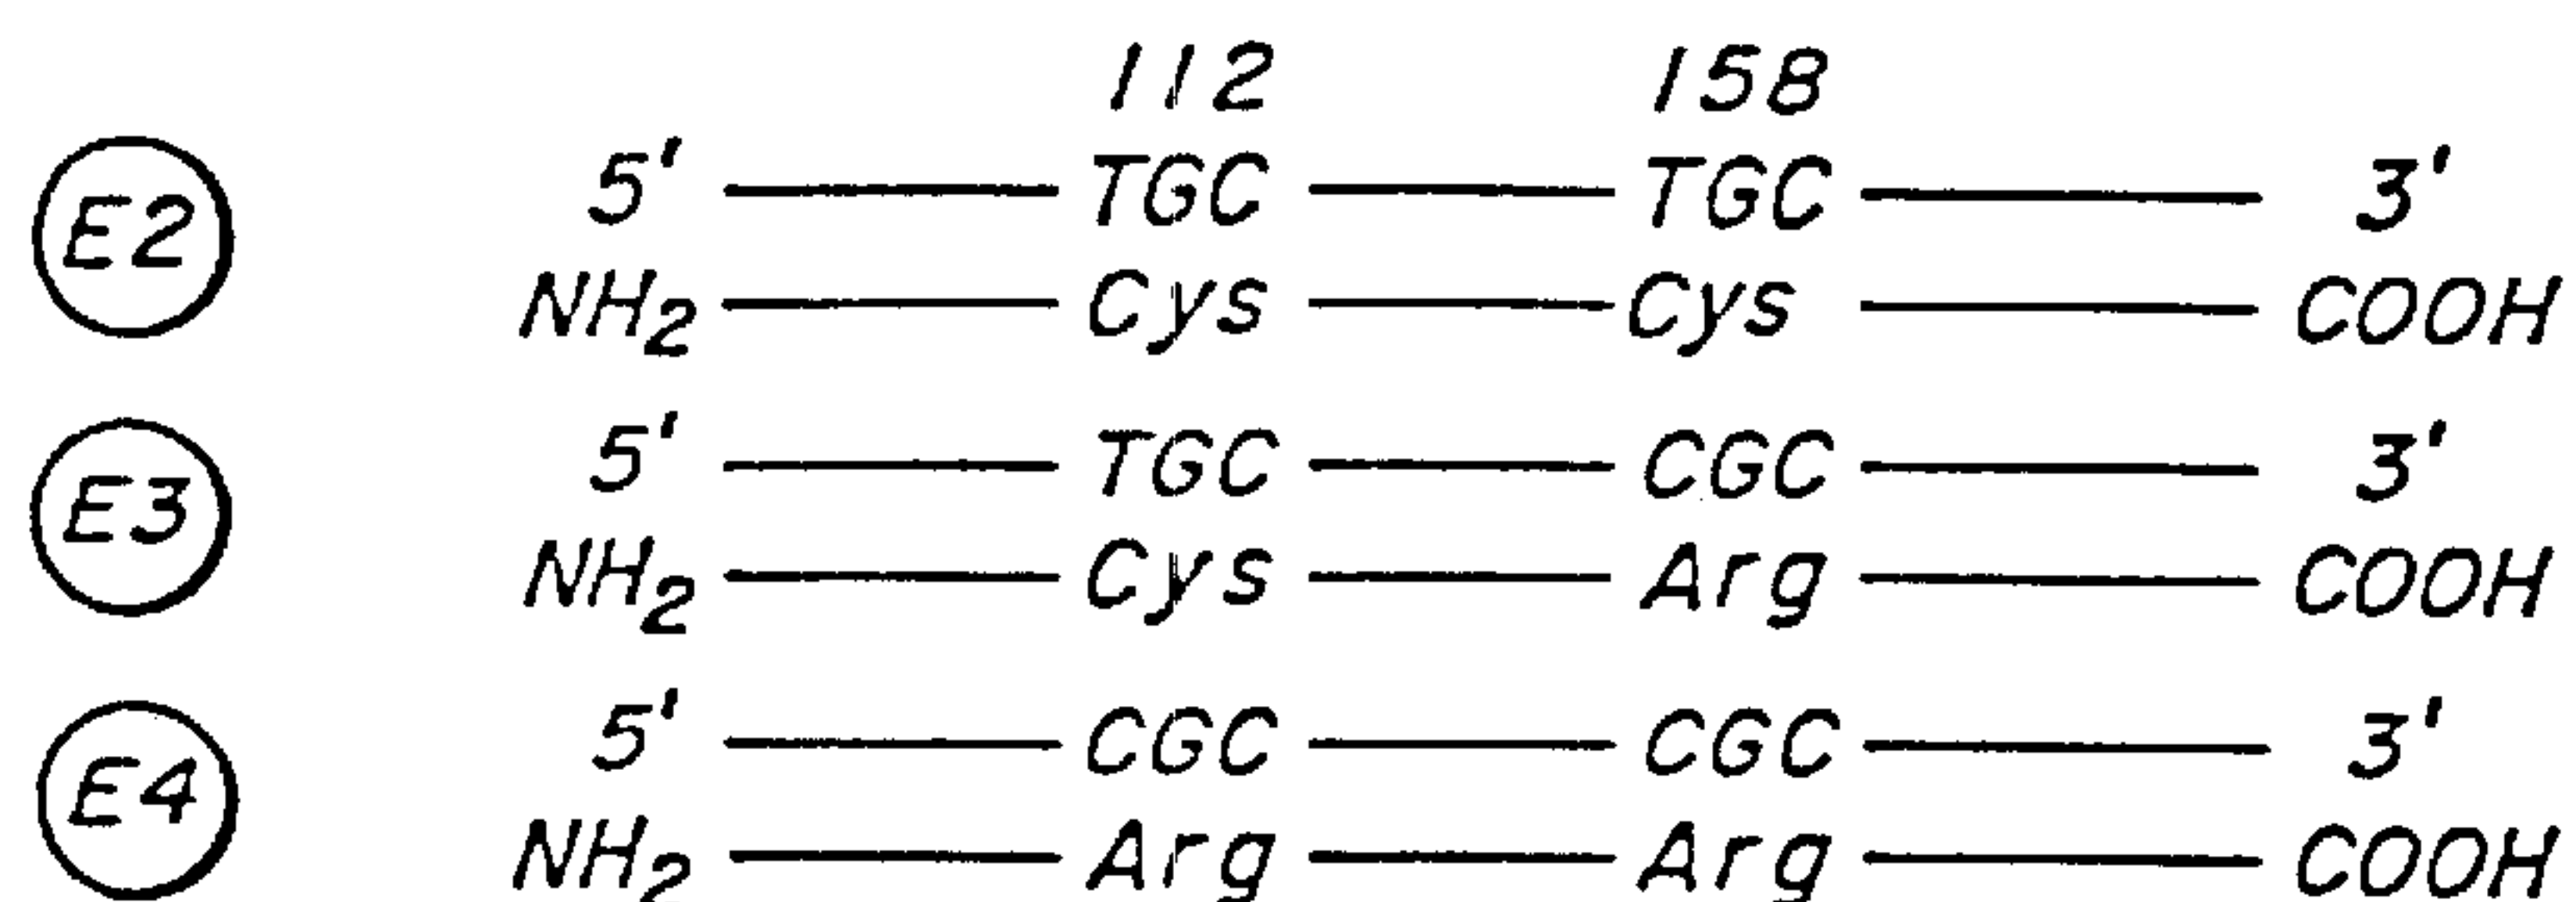 112 158
5' TGC TGC 3'
E2
NH2 Cys Cys COOH
5' TGC CGC 3'
E3
NH2 Cys Arg COOH
5' CGC CGC 3'
E4
NH2 Arg Arg COOH